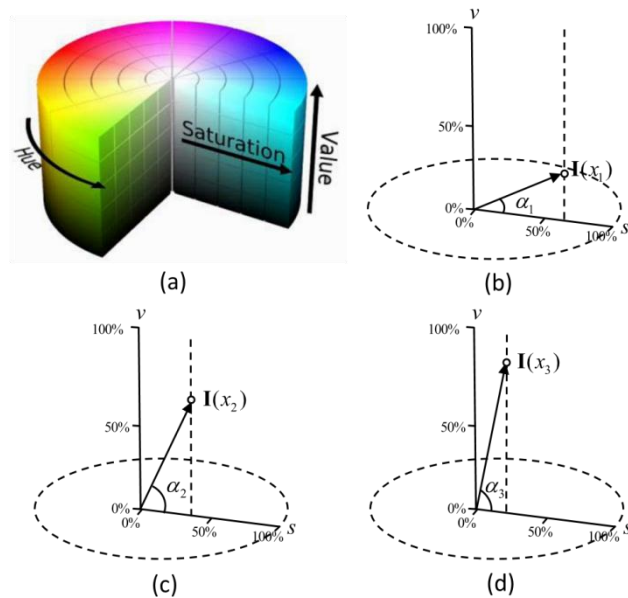 Hue
Saturation
Value
(a)
v
100%
50%
0%
0%
50%
100%
s
α₁
I(x₁)
(b)
v
100%
50%
0%
0%
50%
100%
s
α₂
I(x₂)
(c)
v
100%
50%
0%
0%
50%
100%
s
α₃
I(x₃)
(d)